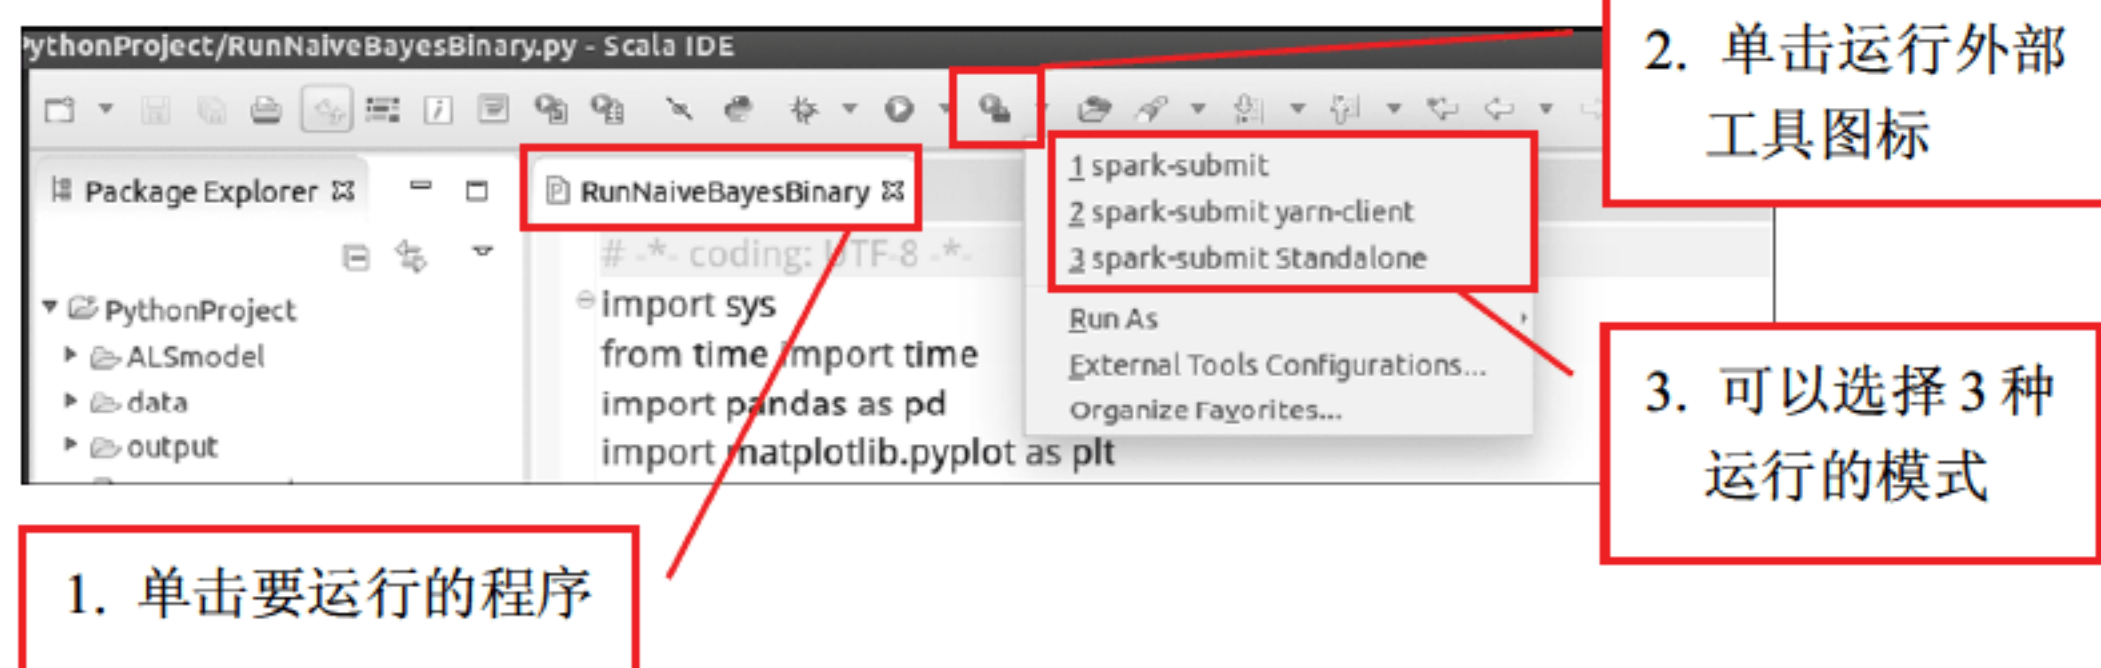 ythonProject/RunNaiveBayesBinary.py - Scala IDE
2. 单击运行外部
工具图标
Package Explorer
RunNaiveBayesBinary
1 spark-submit
2 spark-submit yarn-client
3 spark-submit Standalone
Run As
External Tools Configurations...
Organize Favorites...
# -*- coding: UTF-8 -*-
import sys
from time import time
import pandas as pd
import matplotlib.pyplot as plt
PythonProject
ALSmodel
data
output
3. 可以选择 3 种
运行的模式
1. 单击要运行的程序